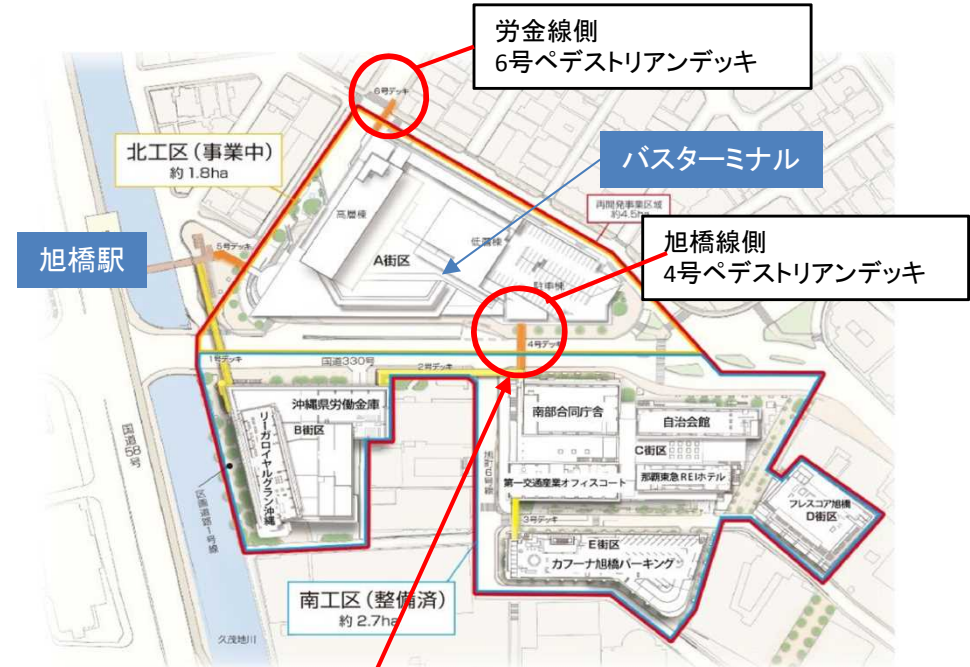 労金線側
6号ペデストリアンデッキ
6号デッキ
北工区(事業中)
約1.8ha
バスターミナル
再開発事業区域
約4.5ha
高層棟
低層棟
旭橋線側
4号ペデストリアンデッキ
旭橋駅
5号デッキ
A街区
駐車棟
1号デッキ
国道330号
2号デッキ
4号デッキ
沖縄県労働金庫
B街区
リーガロイヤルグラン沖縄
南部合同庁舎
自治会館
C街区
国道58号
第一交通産業オフィスコート
那覇東急REIホテル
フレスコア旭橋
D街区
区画道路1号線
3号デッキ
E街区
カフーナ旭橋パーキング
南工区(整備済)
約2.7ha
久茂地川